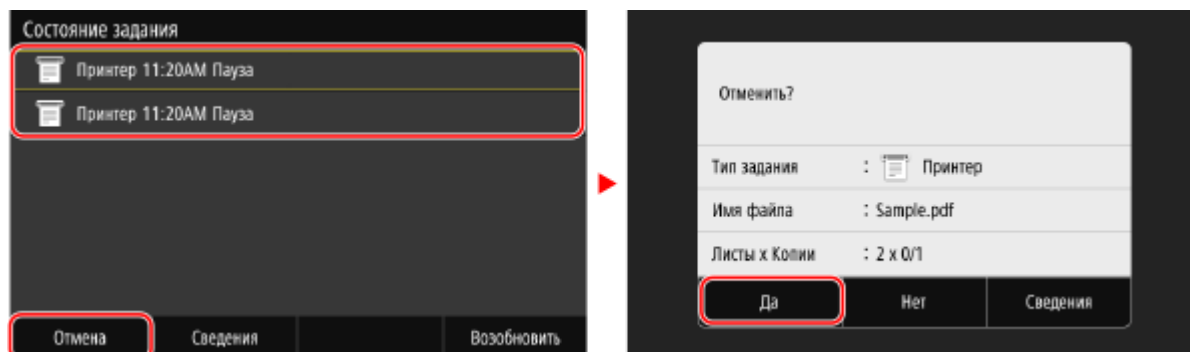 Состояние задания
Принтер 11:20AM Пауза
Принтер 11:20AM Пауза
Отмена Сведения Возобновить
Отменить?
Тип задания : Принтер
Имя файла : Sample.pdf
Листы x Копии : 2 x 0/1
Да Нет Сведения